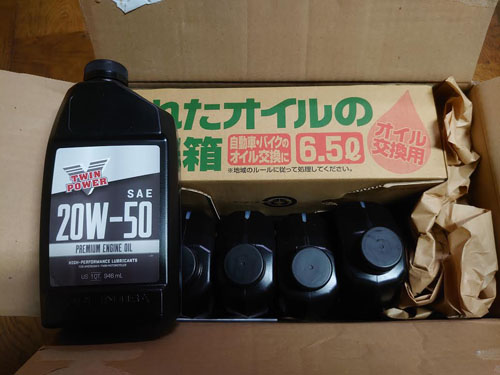 TWIN
POWER
SAE
20W-50
PREMIUM ENGINE OIL
HIGH-PERFORMANCE LUBRICANTS
US 1QT 946 mL
れたオイルの
箱
自動車・バイクの
オイル交換に
6.5ℓ
※地域のルールに従って処理してください。
オイル
交換用